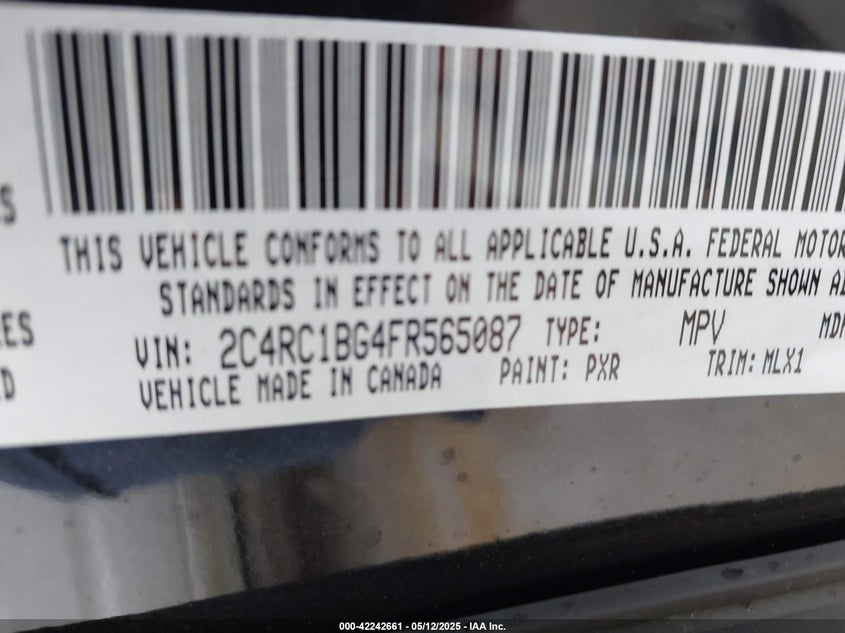 S
THIS VEHICLE CONFORMS TO ALL APPLICABLE U.S.A. FEDERAL MOTOR
STANDARDS IN EFFECT ON THE DATE OF MANUFACTURE SHOWN A
ES
VIN: 2C4RC1BG4FR565087 TYPE: MPV
D
VEHICLE MADE IN CANADA PAINT: PXR TRIM: MLX1
000-42242661 - 05/12/2025 - IAA Inc.